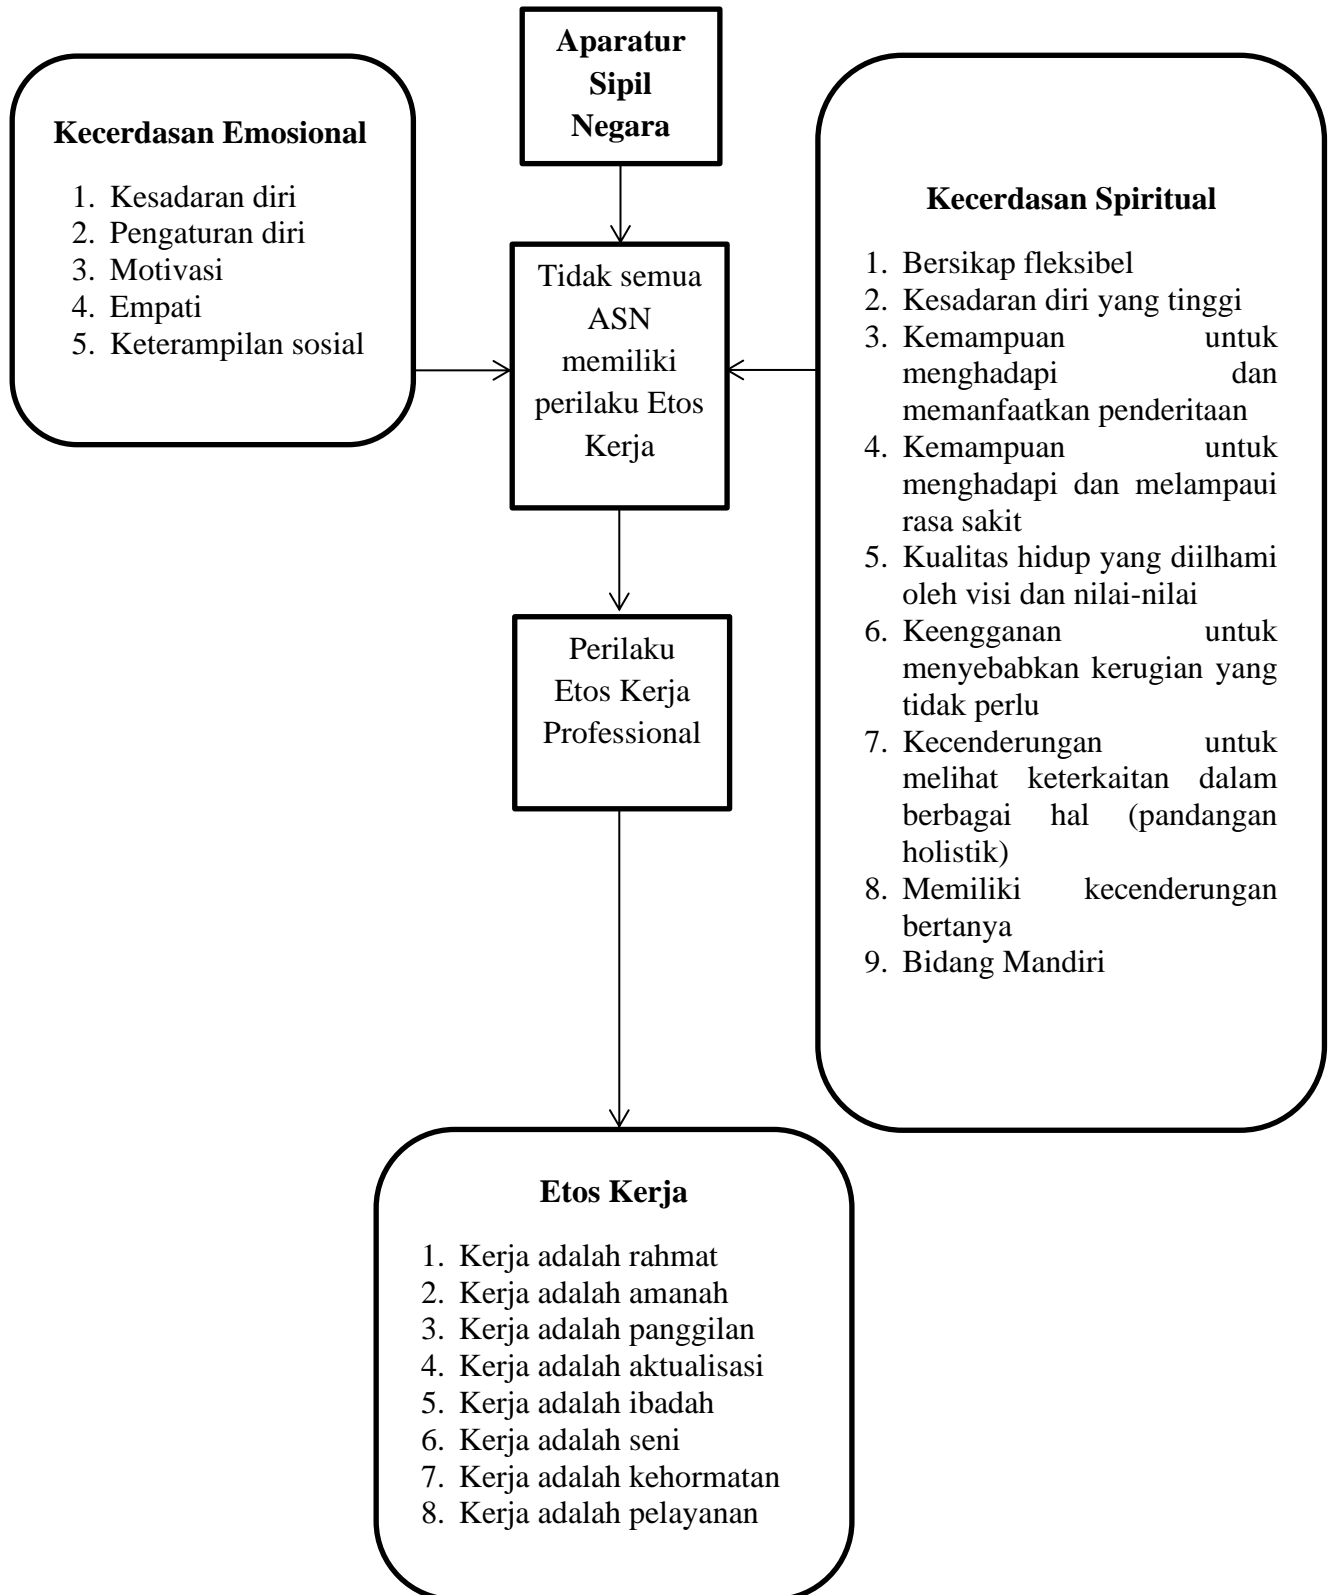 Aparatur
Sipil
Negara
Kecerdasan Emosional
1. Kesadaran diri
2. Pengaturan diri
3. Motivasi
4. Empati
5. Keterampilan sosial
Tidak semua
ASN
memiliki
perilaku Etos
Kerja
Kecerdasan Spiritual
1. Bersikap fleksibel
2. Kesadaran diri yang tinggi
3. Kemampuan untuk
menghadapi dan
memanfaatkan penderitaan
4. Kemampuan untuk
menghadapi dan melampaui
rasa sakit
5. Kualitas hidup yang diilhami
oleh visi dan nilai-nilai
6. Keengganan untuk
menyebabkan kerugian yang
tidak perlu
7. Kecenderungan untuk
melihat keterkaitan dalam
berbagai hal (pandangan
holistik)
8. Memiliki kecenderungan
bertanya
9. Bidang Mandiri
Perilaku
Etos Kerja
Professional
Etos Kerja
1. Kerja adalah rahmat
2. Kerja adalah amanah
3. Kerja adalah panggilan
4. Kerja adalah aktualisasi
5. Kerja adalah ibadah
6. Kerja adalah seni
7. Kerja adalah kehormatan
8. Kerja adalah pelayanan